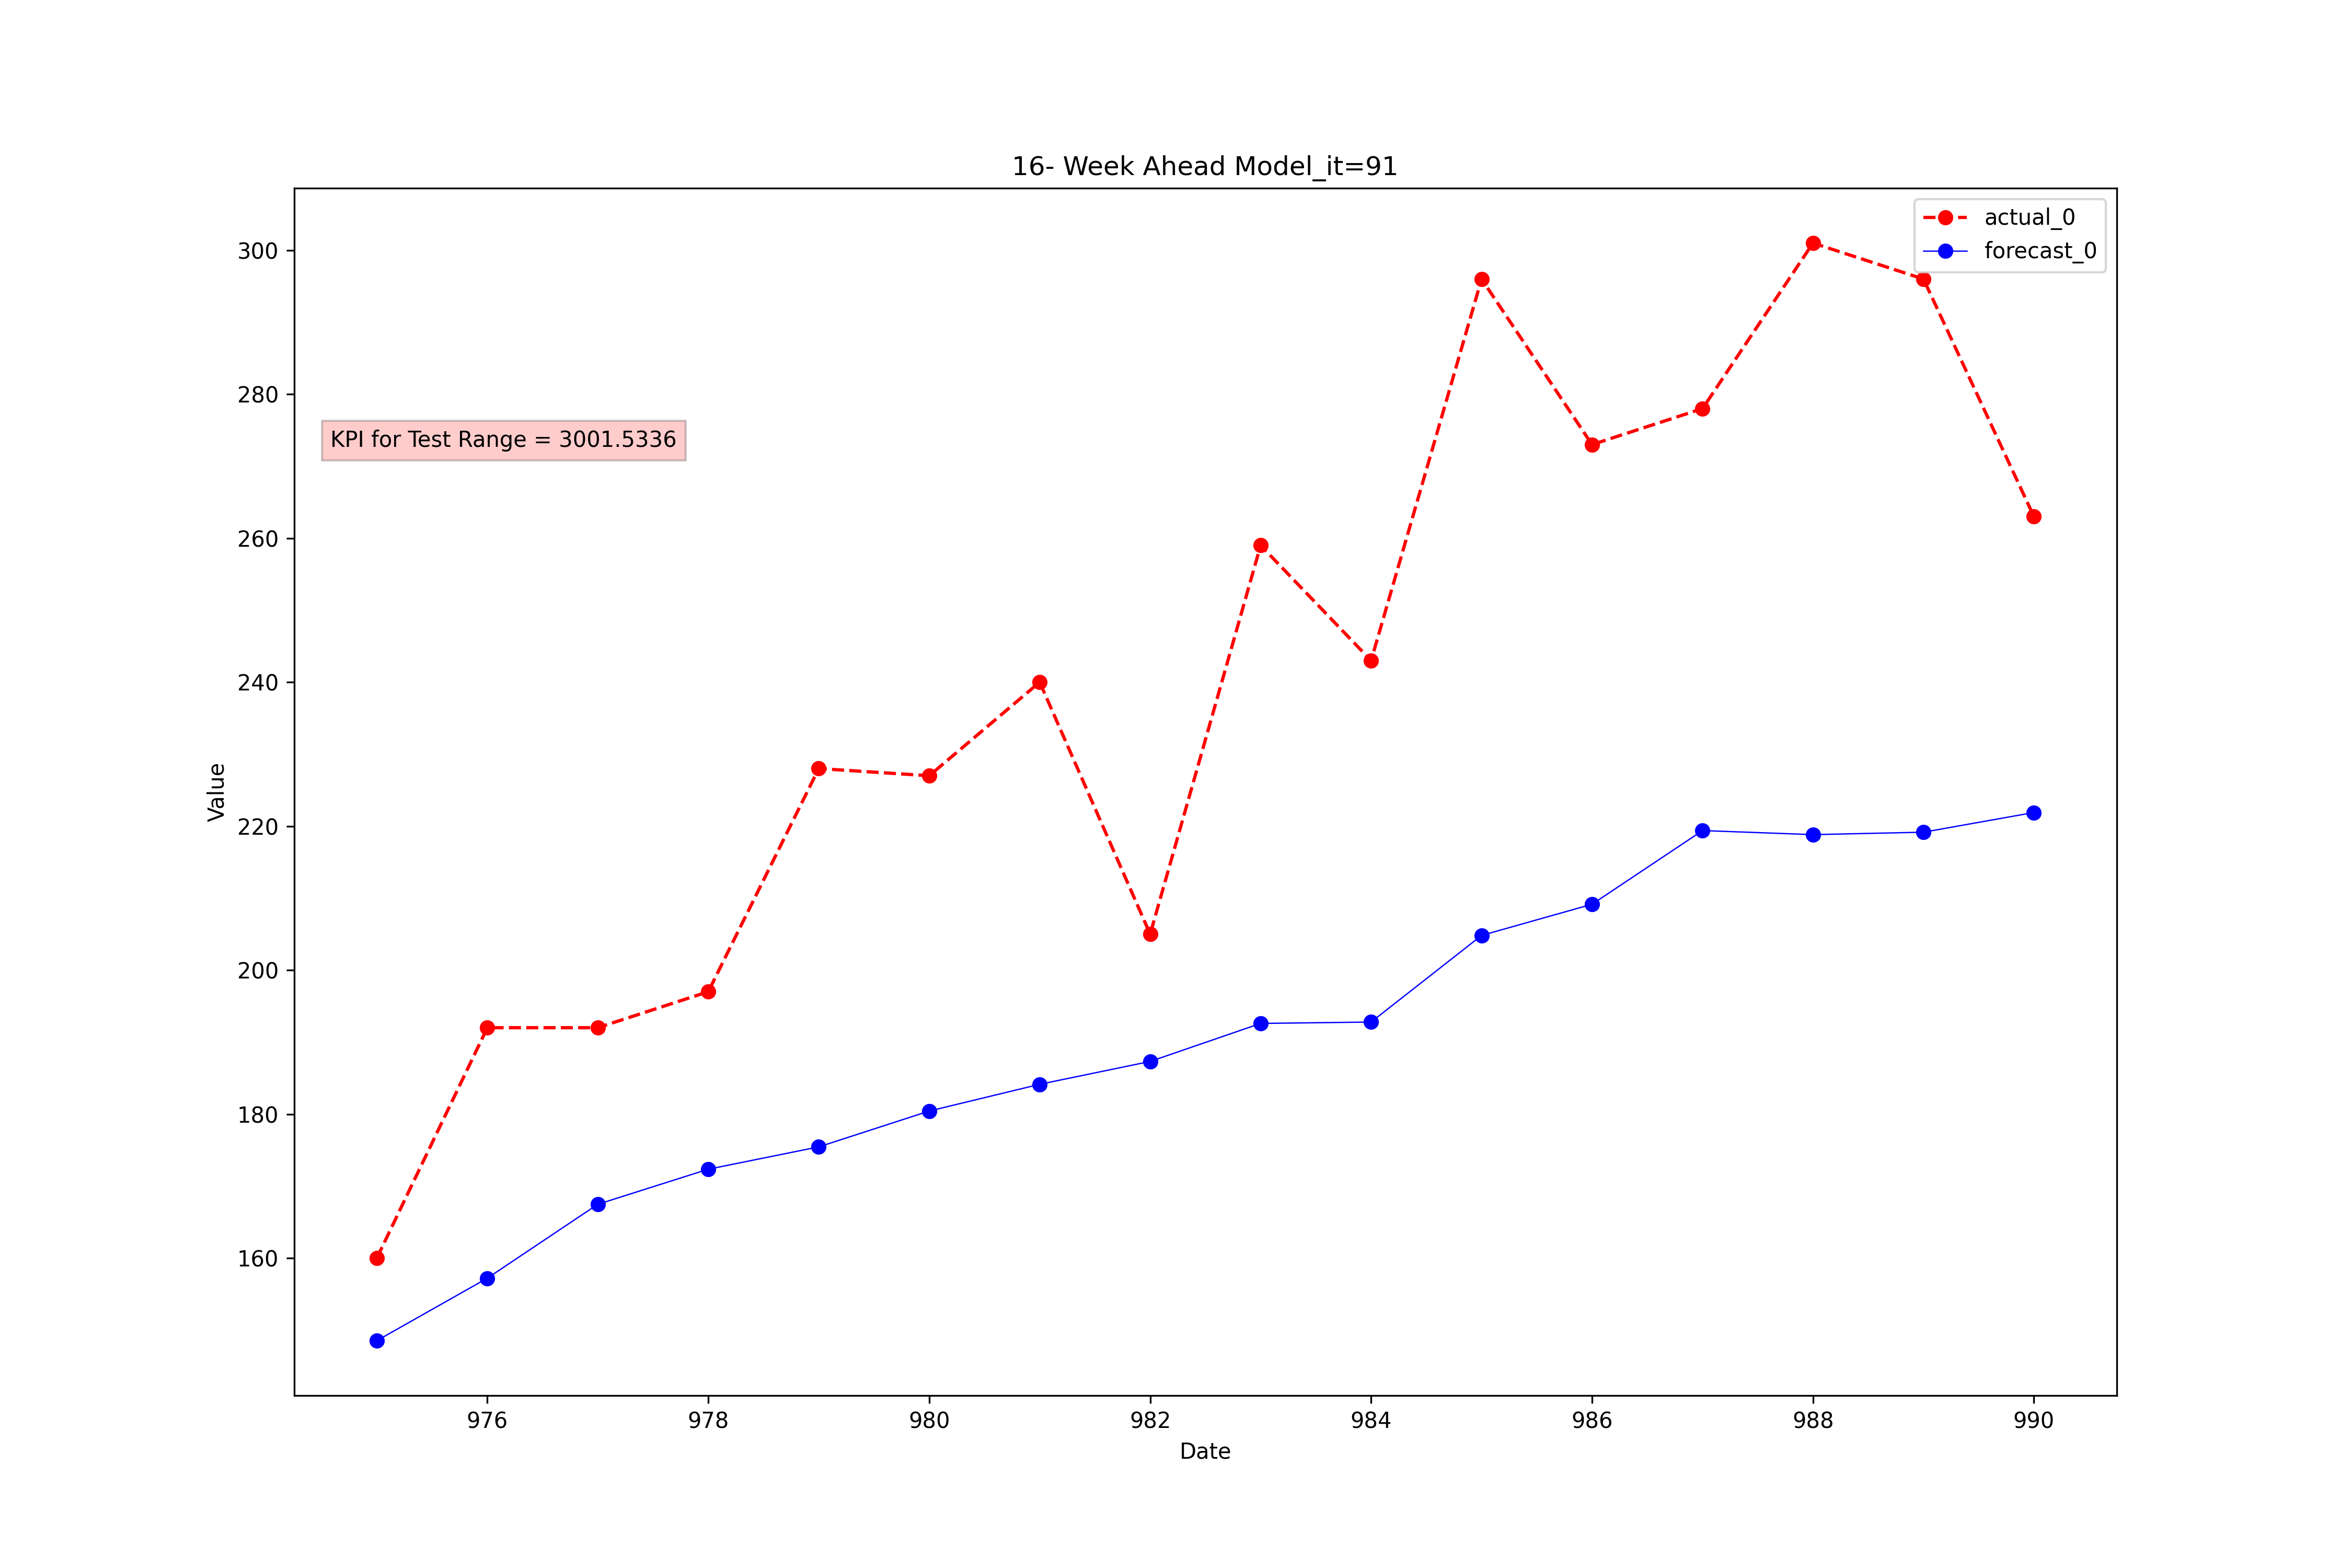 16- Week Ahead Model_it=91
actual_0
forecast_0
KPI for Test Range = 3001.5336
300
280
260
240
220
200
180
160
Value
976 978 980 982 984 986 988 990
Date